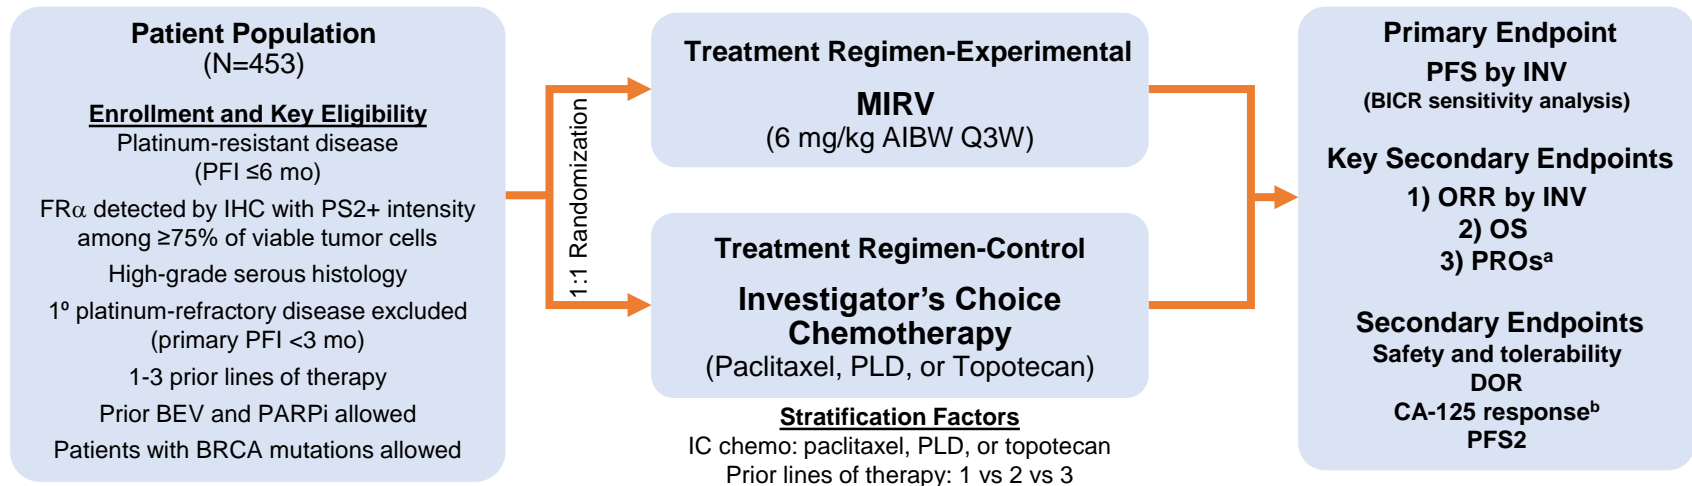 Patient Population
(N=453)
Enrollment and Key Eligibility
Platinum-resistant disease
(PFI ≤6 mo)
FRα detected by IHC with PS2+ intensity
among ≥75% of viable tumor cells
High-grade serous histology
1º platinum-refractory disease excluded
(primary PFI <3 mo)
1-3 prior lines of therapy
Prior BEV and PARPi allowed
Patients with BRCA mutations allowed
1:1 Randomization
Treatment Regimen-Experimental
MIRV
(6 mg/kg AIBW Q3W)
Treatment Regimen-Control
Investigator’s Choice
Chemotherapy
(Paclitaxel, PLD, or Topotecan)
Stratification Factors
IC chemo: paclitaxel, PLD, or topotecan
Prior lines of therapy: 1 vs 2 vs 3
Primary Endpoint
PFS by INV
(BICR sensitivity analysis)
Key Secondary Endpoints
1) ORR by INV
2) OS
3) PROsᵃ
Secondary Endpoints
Safety and tolerability
DOR
CA-125 responseᵇ
PFS2